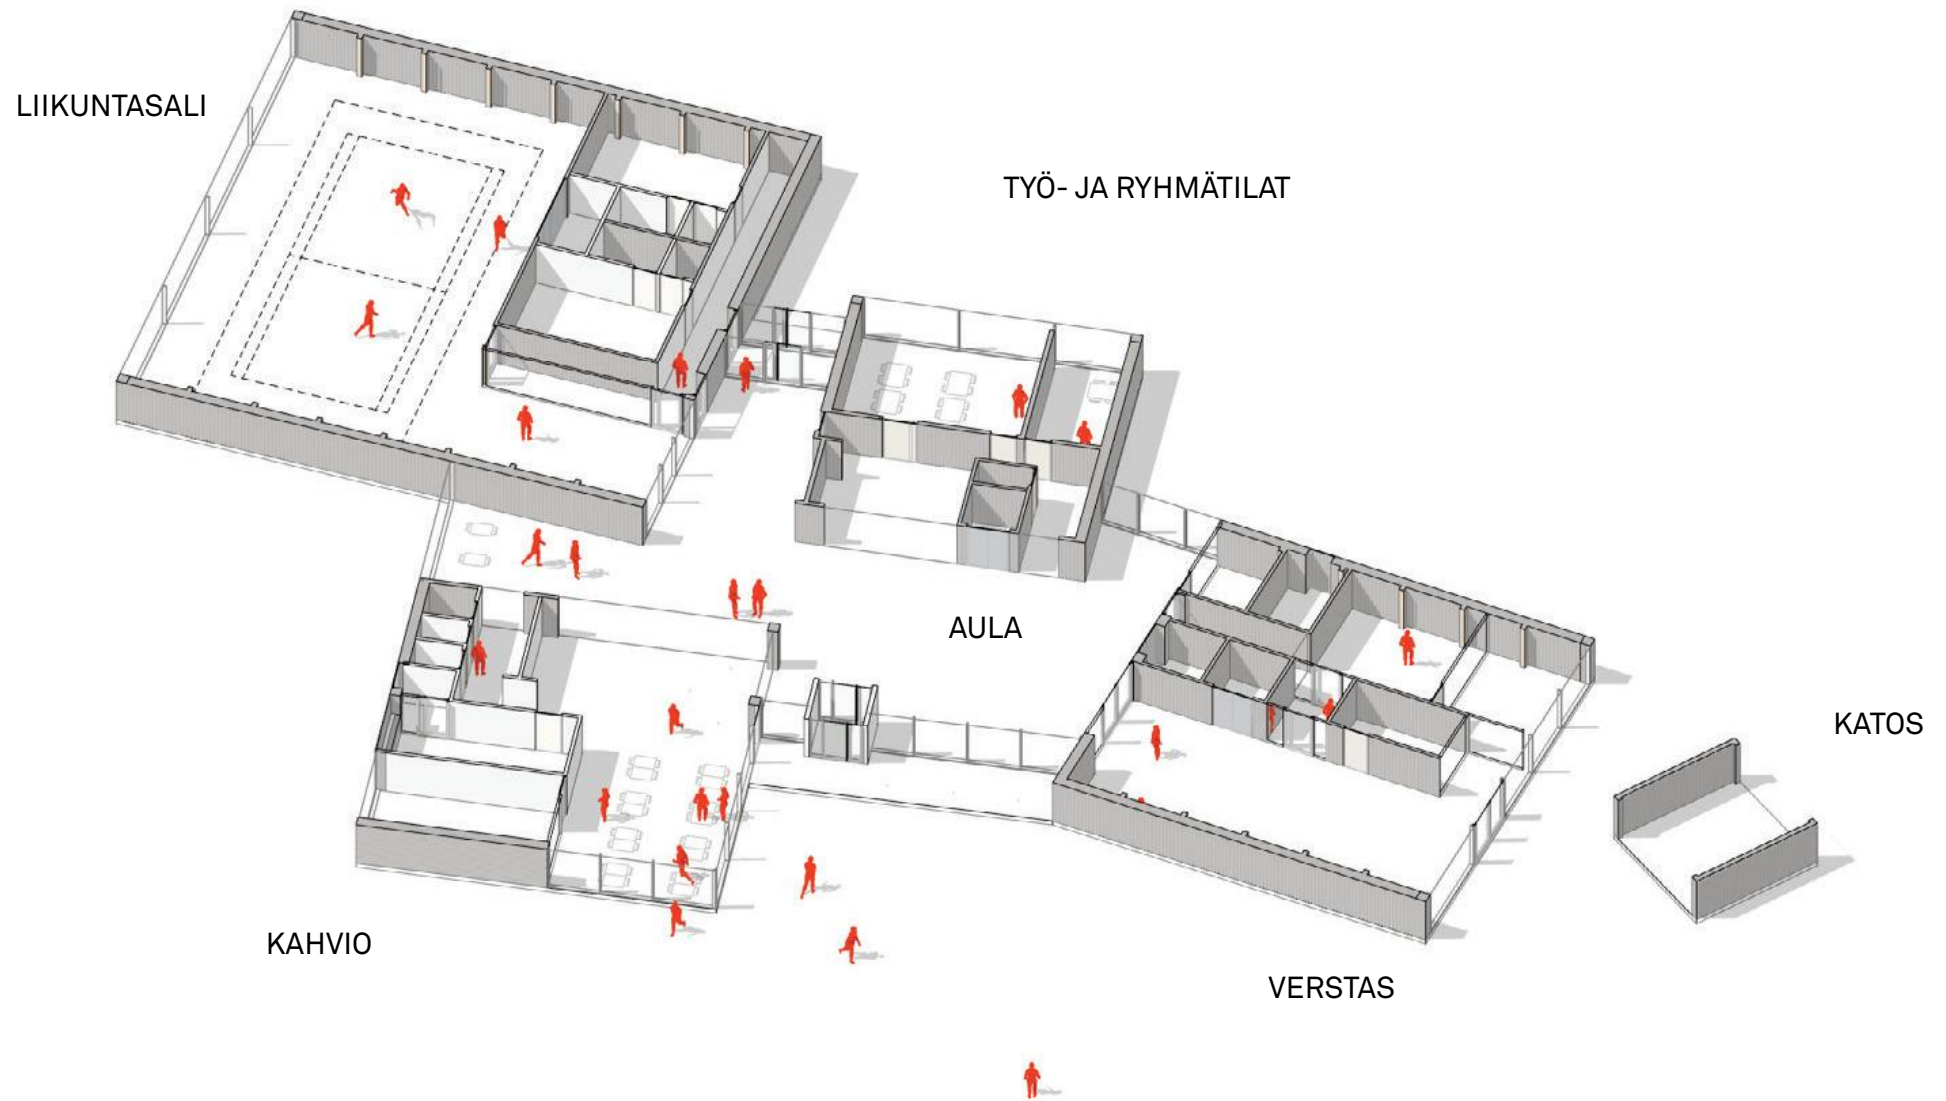 LIIKUNTASALI
TYÖ- JA RYHMÄTILAT
AULA
KATOS
KAHVIO
VERSTAS